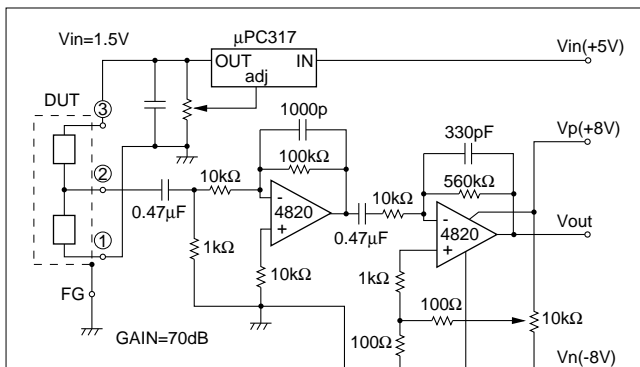 Vin=1.5V
μPC317
OUT
IN
adj
Vin(+5V)
DUT
③
1000p
330pF
Vp(+8V)
100kΩ
560kΩ
②
10kΩ
10kΩ
0.47μF
-
+
4820
0.47μF
-
+
4820
Vout
①
1kΩ
10kΩ
1kΩ
100Ω
10kΩ
FG
GAIN=70dB
100Ω
Vn(-8V)